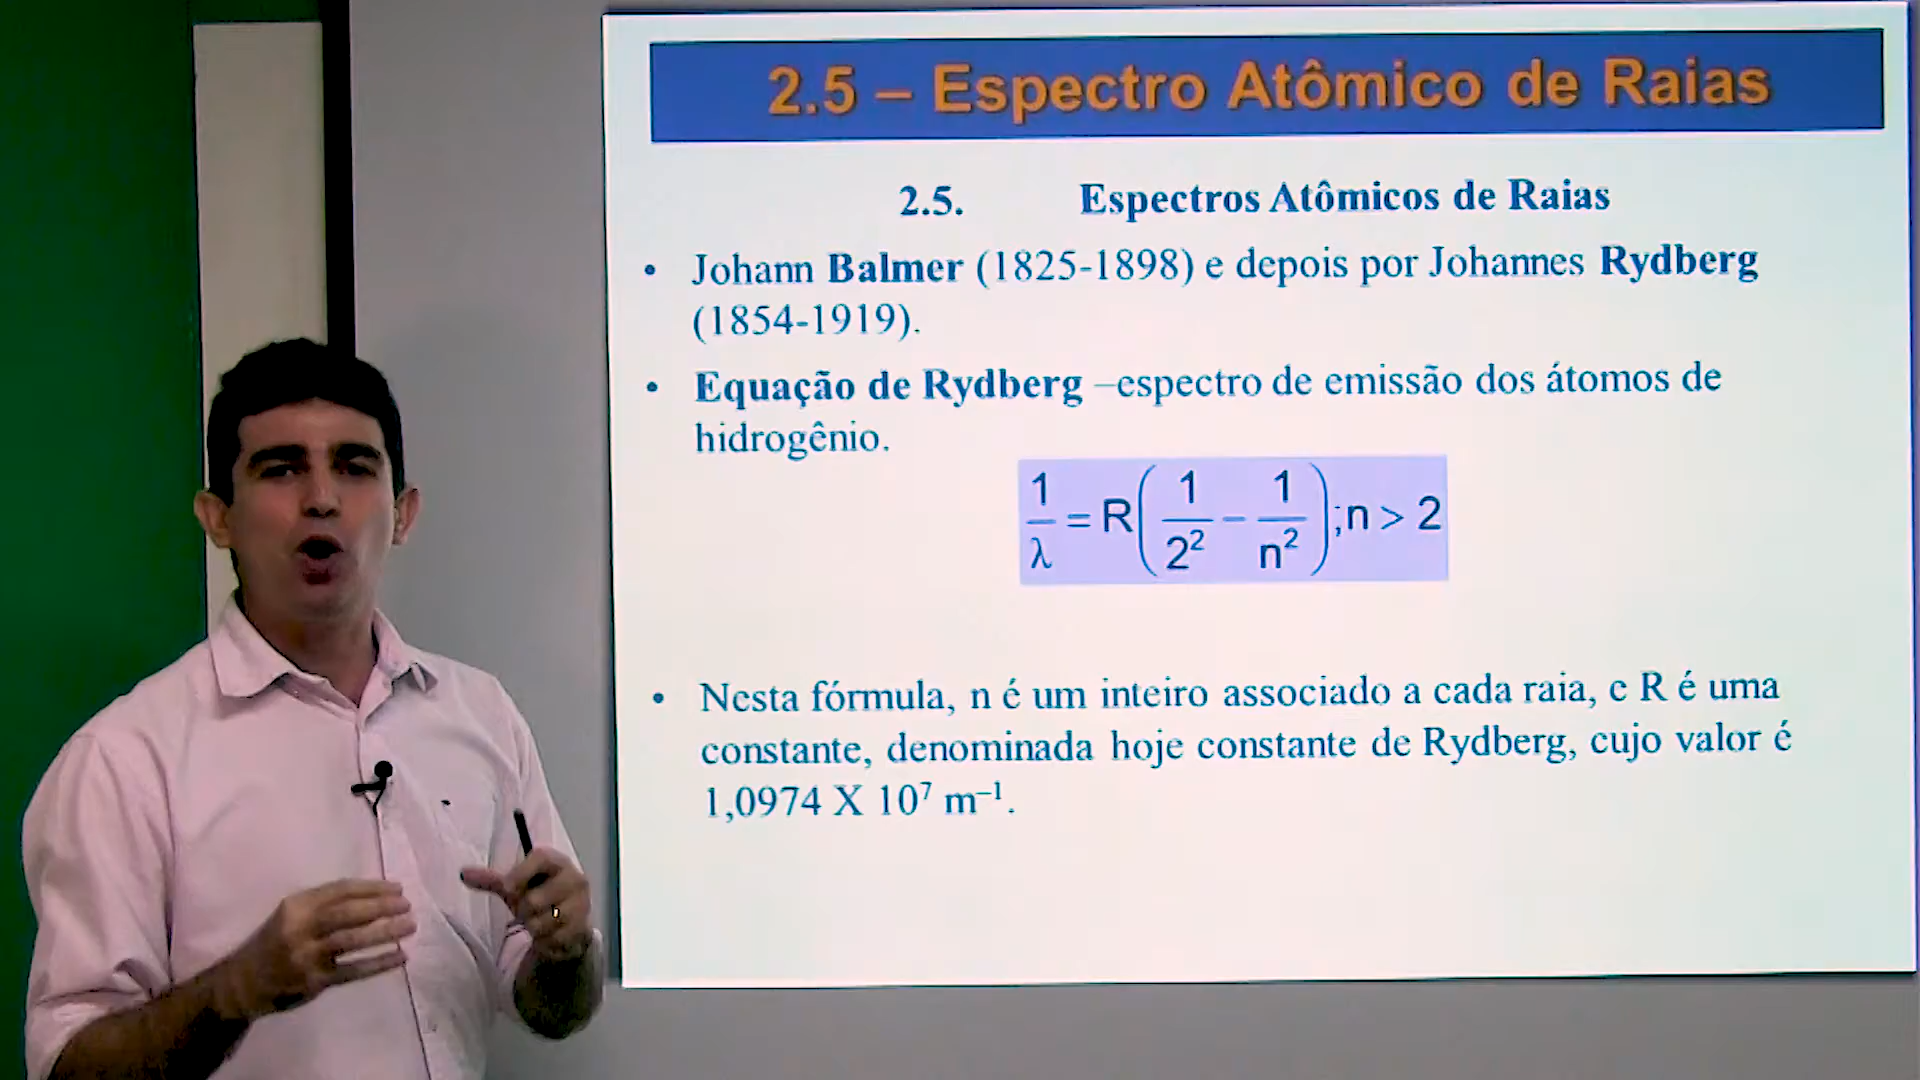 2.5 – Espectro Atômico de Raias
2.5. Espectros Atômicos de Raias
• Johann Balmer (1825-1898) e depois por Johannes Rydberg
(1854-1919).
• Equação de Rydberg –espectro de emissão dos átomos de
hidrogênio.
1/λ = R(1/2² − 1/n²);n > 2
• Nesta fórmula, n é um inteiro associado a cada raia, e R é uma
constante, denominada hoje constante de Rydberg, cujo valor é
1,0974 X 10⁷ m⁻¹.